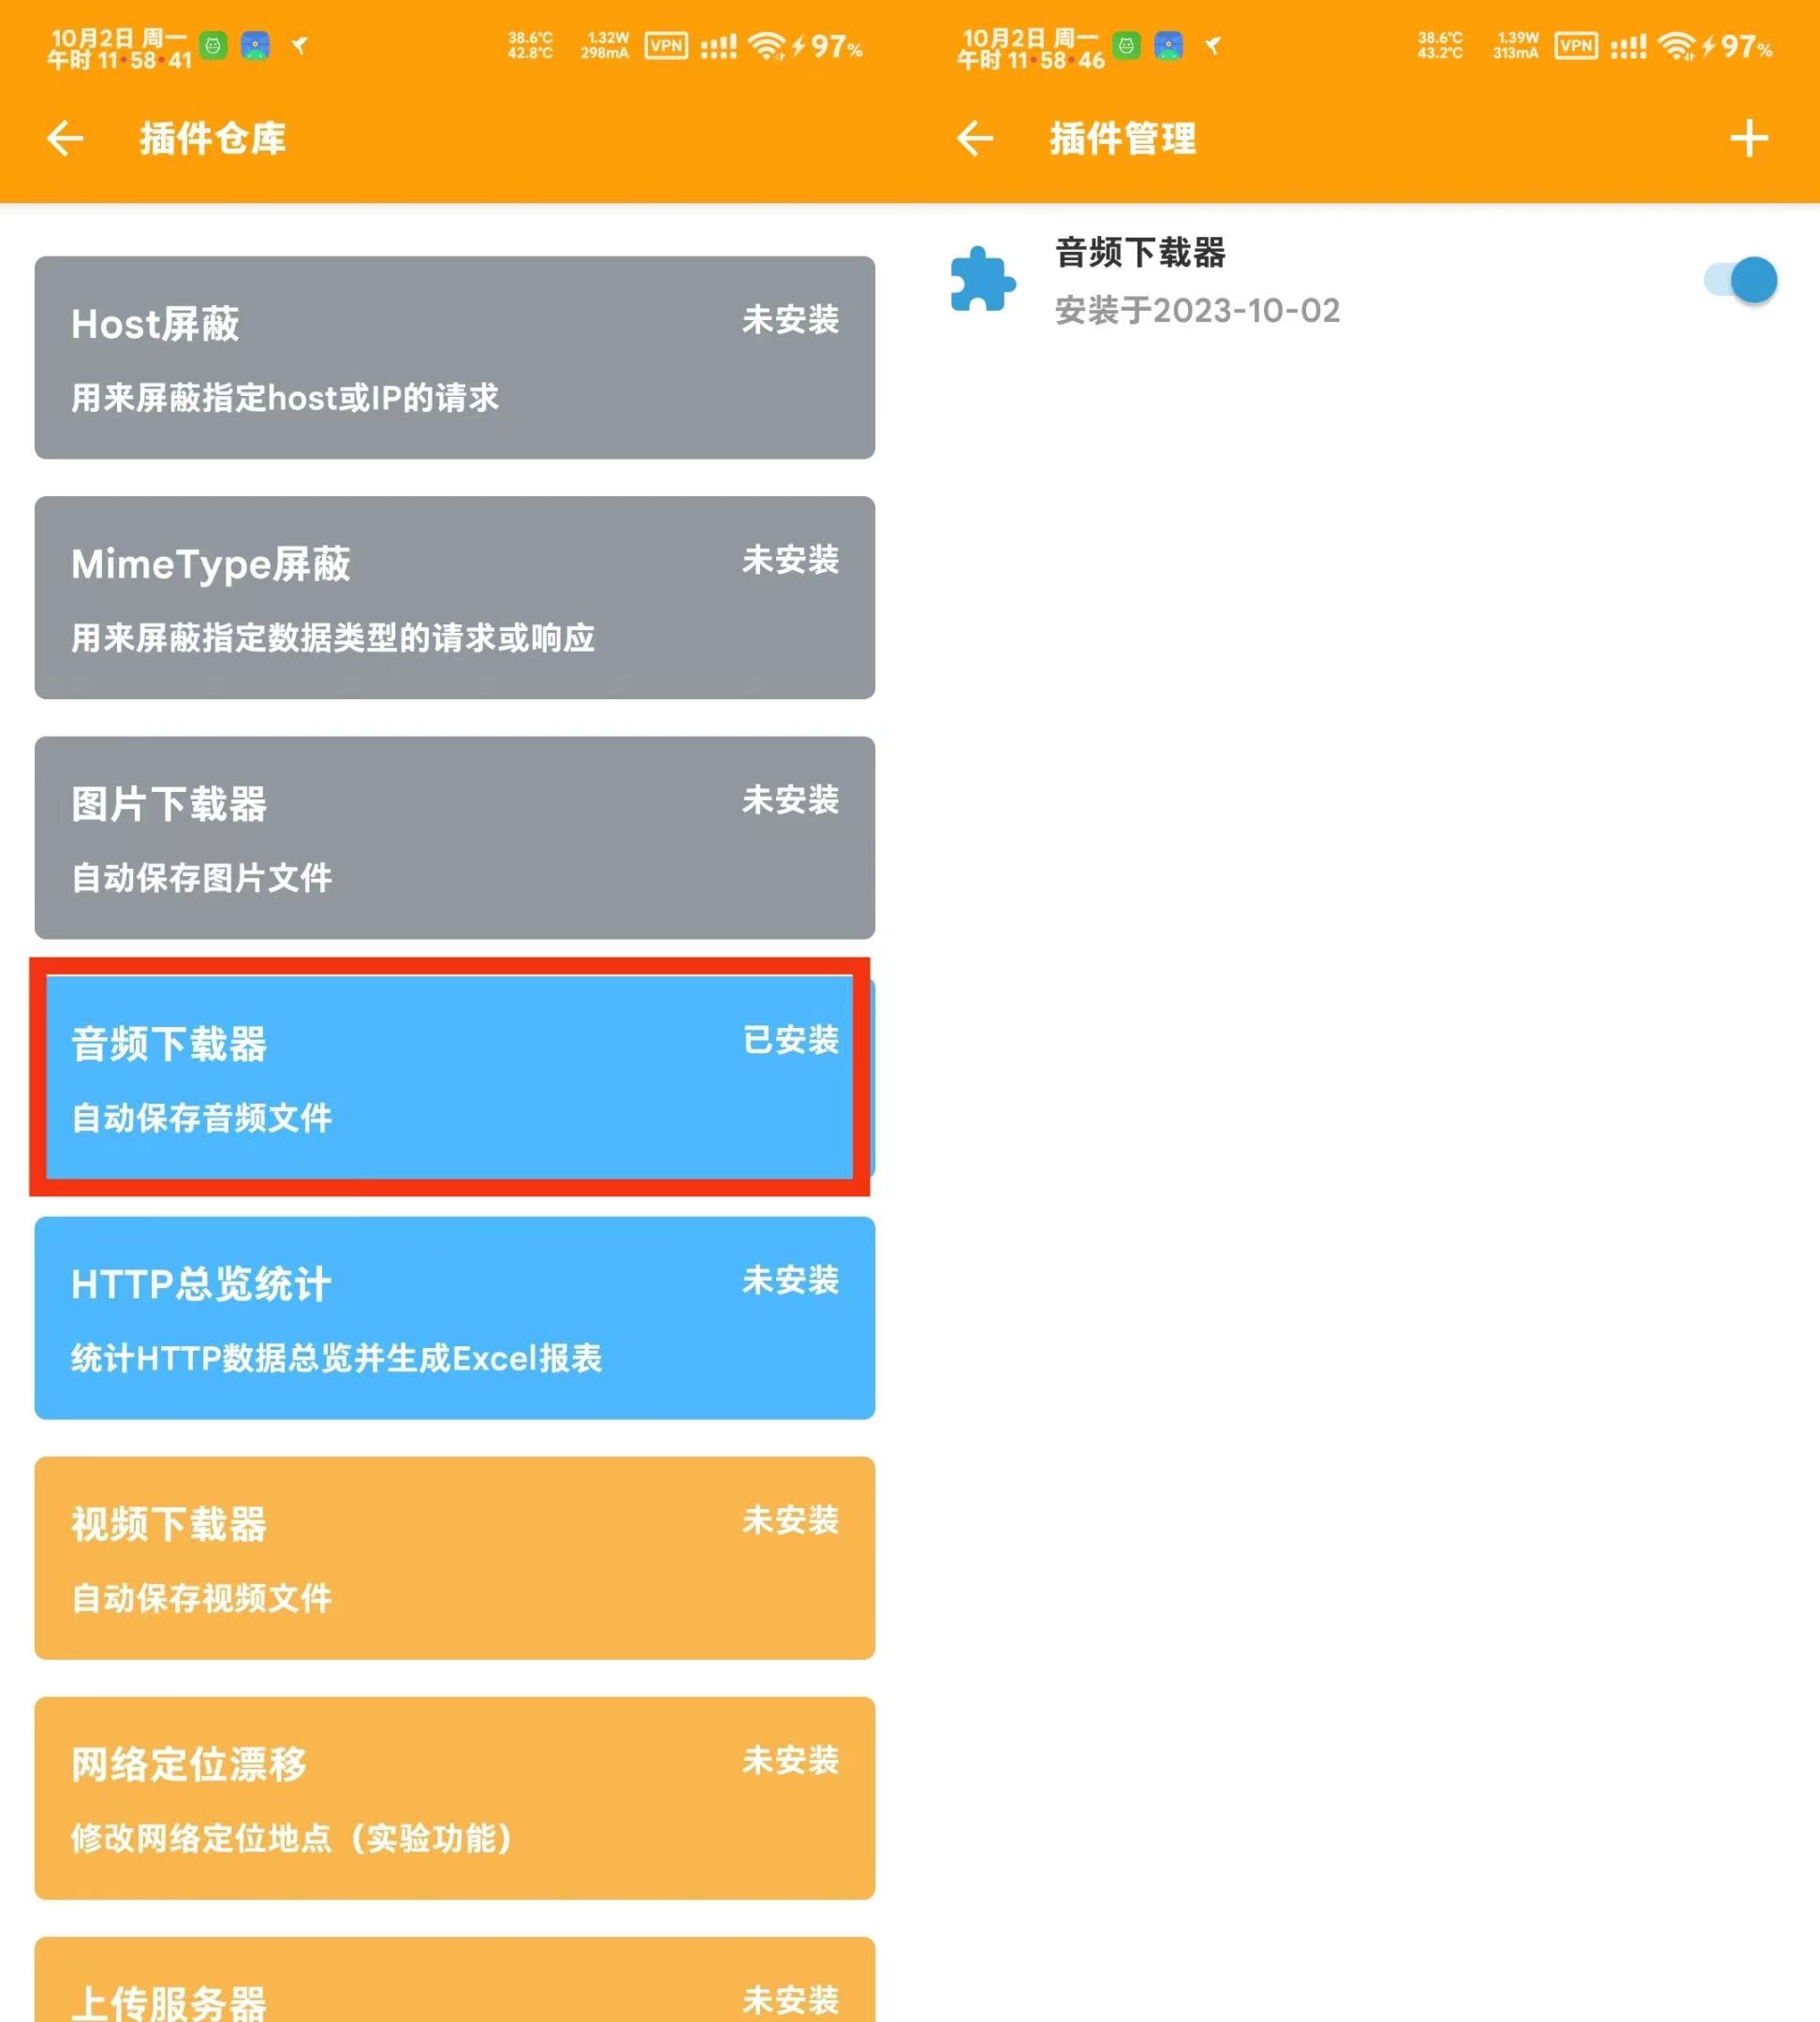 10月2日 周一
午时 11·58·41
38.6℃
42.8℃
1.32W
298mA
VPN
97%
插件仓库
Host屏蔽
未安装
用来屏蔽指定host或IP的请求
MimeType屏蔽
未安装
用来屏蔽指定数据类型的请求或响应
图片下载器
未安装
自动保存图片文件
音频下载器
已安装
自动保存音频文件
HTTP总览统计
未安装
统计HTTP数据总览并生成Excel报表
视频下载器
未安装
自动保存视频文件
网络定位漂移
未安装
修改网络定位地点（实验功能）
上传服务器
未安装
10月2日 周一
午时 11·58·46
38.6℃
43.2℃
1.39W
313mA
VPN
97%
插件管理
音频下载器
安装于2023-10-02